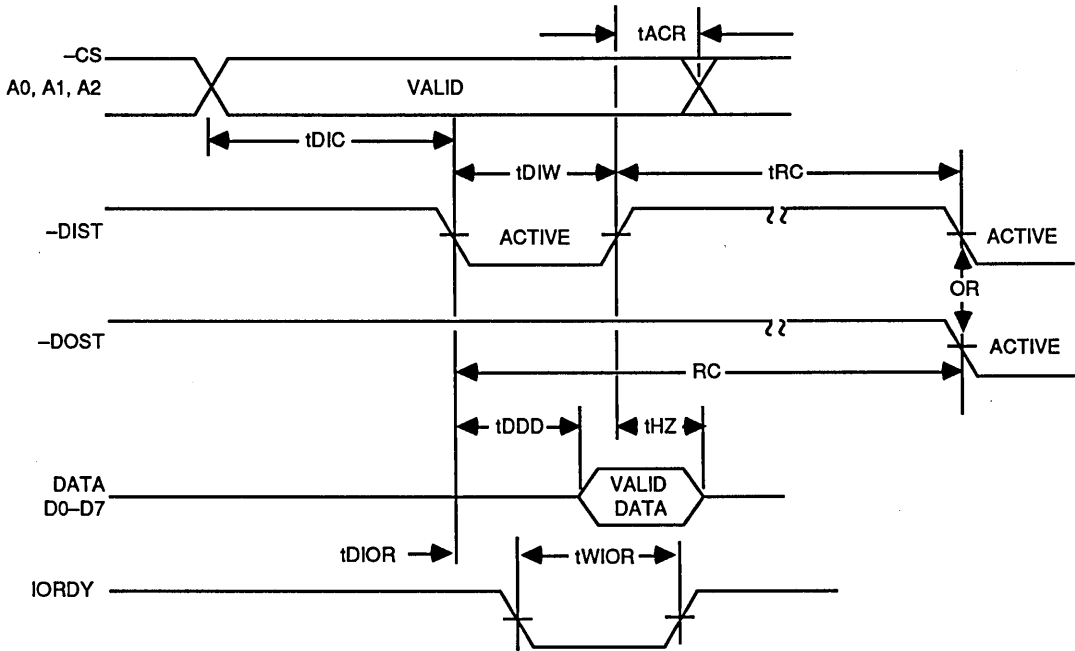 tACR
–CS
A0, A1, A2
VALID
tDIC
tDIW
tRC
–DIST
ACTIVE
ACTIVE
OR
–DOST
ACTIVE
RC
tDDD
tHZ
DATA
D0–D7
VALID
DATA
tDIOR
tWIOR
IORDY